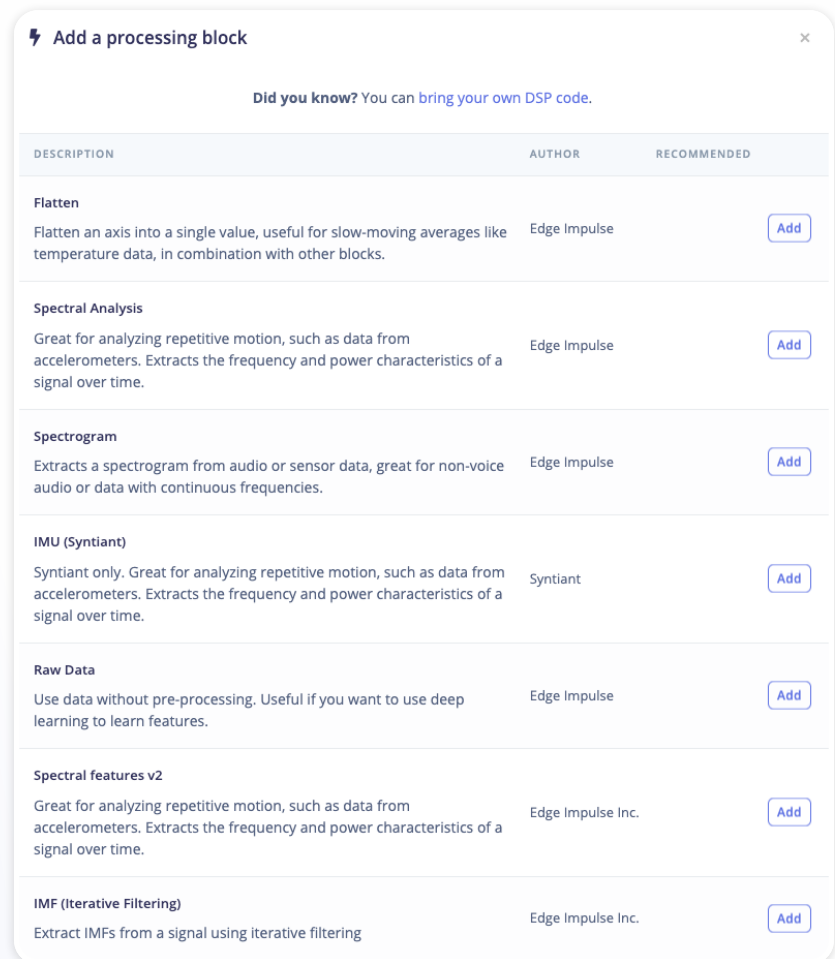 Add a processing block
×
Did you know? You can bring your own DSP code.
DESCRIPTION AUTHOR RECOMMENDED
Flatten
Flatten an axis into a single value, useful for slow-moving averages like
temperature data, in combination with other blocks.
Edge Impulse
Add
Spectral Analysis
Great for analyzing repetitive motion, such as data from
accelerometers. Extracts the frequency and power characteristics of a
signal over time.
Edge Impulse
Add
Spectrogram
Extracts a spectrogram from audio or sensor data, great for non-voice
audio or data with continuous frequencies.
Edge Impulse
Add
IMU (Syntiant)
Syntiant only. Great for analyzing repetitive motion, such as data from
accelerometers. Extracts the frequency and power characteristics of a
signal over time.
Syntiant
Add
Raw Data
Use data without pre-processing. Useful if you want to use deep
learning to learn features.
Edge Impulse
Add
Spectral features v2
Great for analyzing repetitive motion, such as data from
accelerometers. Extracts the frequency and power characteristics of a
signal over time.
Edge Impulse Inc.
Add
IMF (Iterative Filtering)
Extract IMFs from a signal using iterative filtering
Edge Impulse Inc.
Add